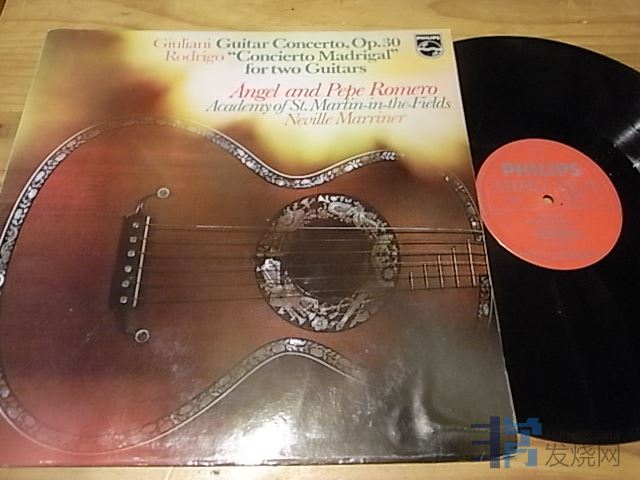 Giuliani Guitar Concerto, Op.30
Rodrigo "Concierto Madrigal"
for two Guitars
Angel and Pepe Romero
Academy of St. Martin-in-the-Fields
Neville Marriner
PHILIPS
PHILIPS
STEREO
发烧网